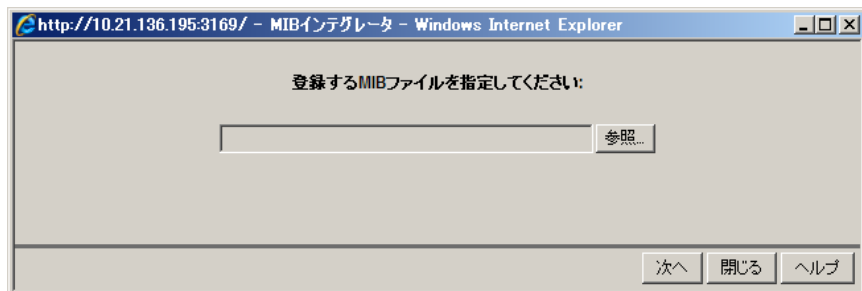 http://10.21.136.195:3169/ - MIBインテグレータ - Windows Internet Explorer
登録するMIBファイルを指定してください:
参照...
次へ 閉じる ヘルプ